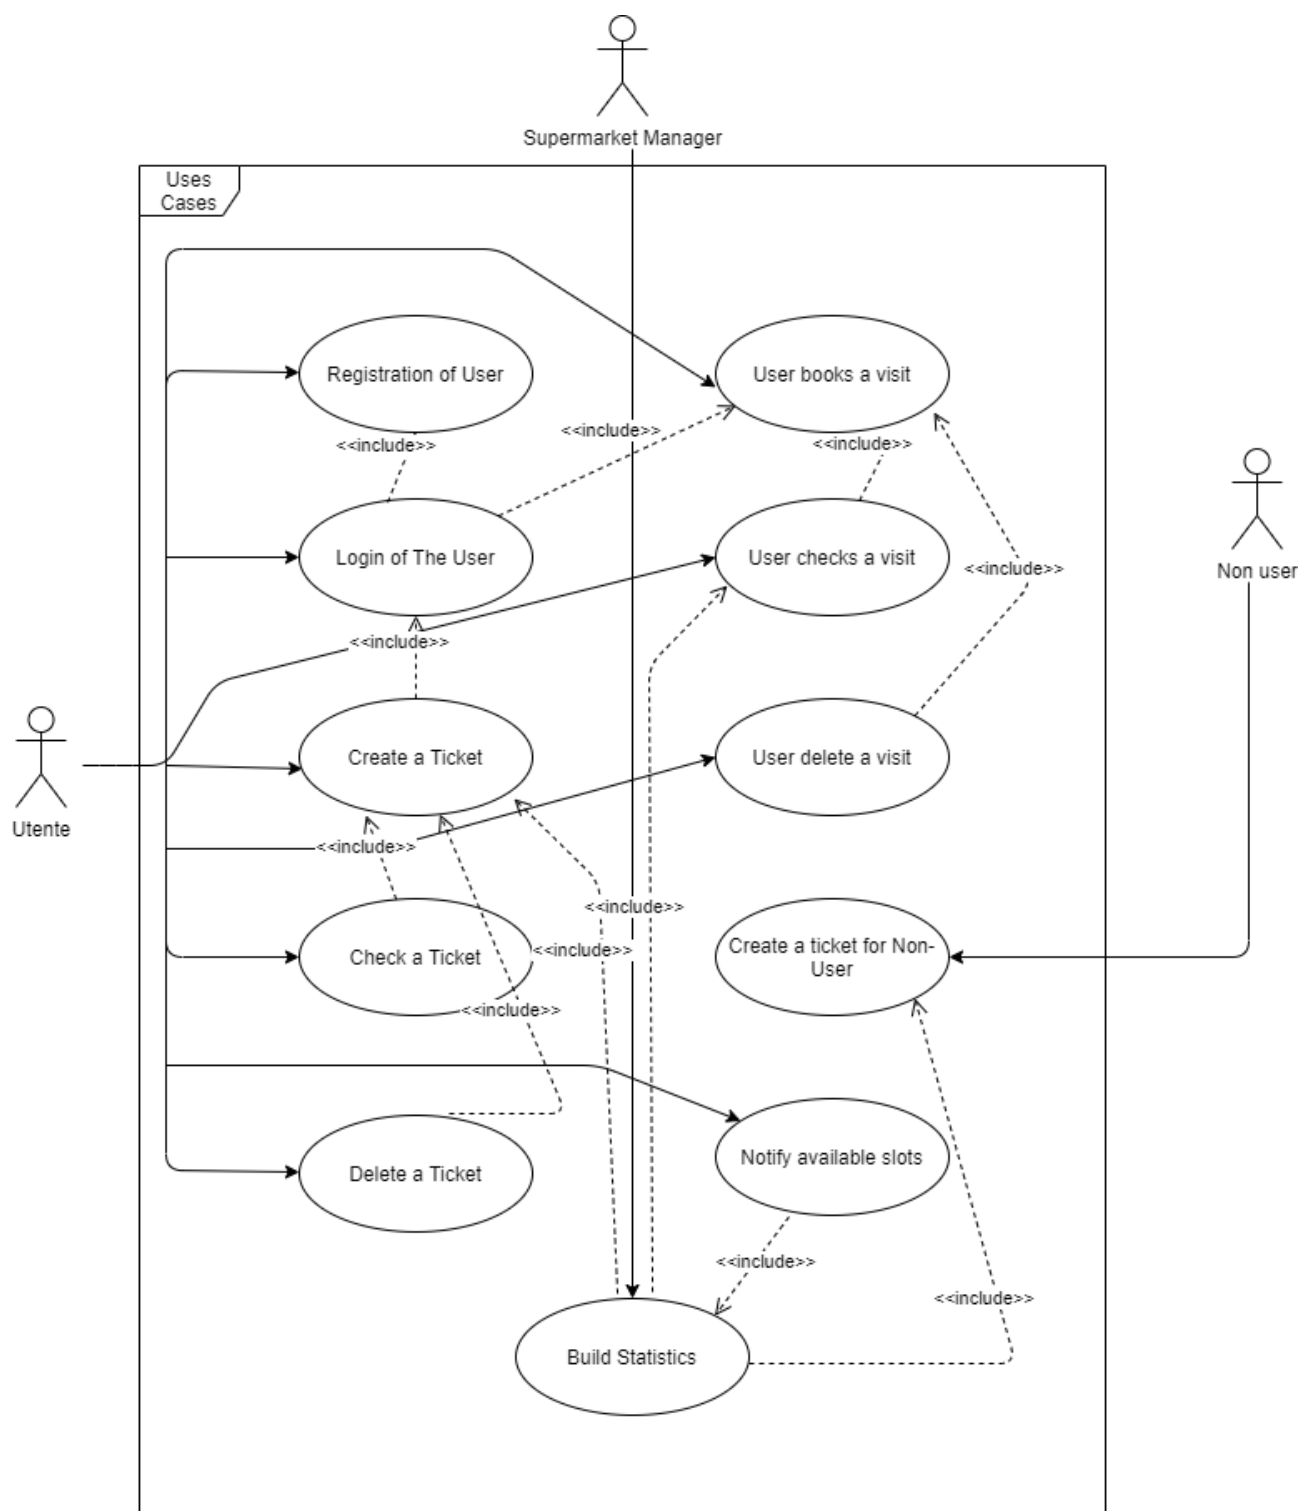 Supermarket Manager
Uses
Cases
Registration of User
User books a visit
<<include>>
<<include>>
<<include>>
Login of The User
User checks a visit
<<include>>
Non user
<<include>>
Create a Ticket
User delete a visit
Utente
<<include>>
<<include>>
Check a Ticket
<<include>>
Create a ticket for Non-
User
<<include>>
Delete a Ticket
Notify available slots
<<include>>
<<include>>
Build Statistics